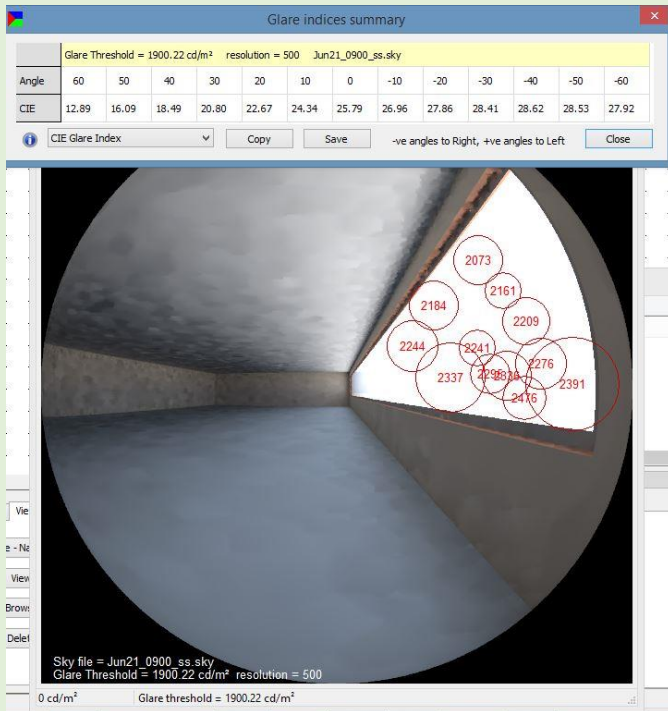 Glare indices summary
Glare Threshold = 1900.22 cd/m² resolution = 500 Jun21_0900_ss.sky
Angle 60 50 40 30 20 10 0 -10 -20 -30 -40 -50 -60
CIE 12.89 16.09 18.49 20.80 22.67 24.34 25.79 26.96 27.86 28.41 28.62 28.53 27.92
CIE Glare Index Copy Save -ve angles to Right, +ve angles to Left Close
2073
2161
2184
2209
2244 2241
2276
2337 2391
2476
Vie
e - Na
View
Brows
Delet
Sky file = Jun21_0900_ss.sky
Glare Threshold = 1900.22 cd/m² resolution = 500
0 cd/m² Glare threshold = 1900.22 cd/m²